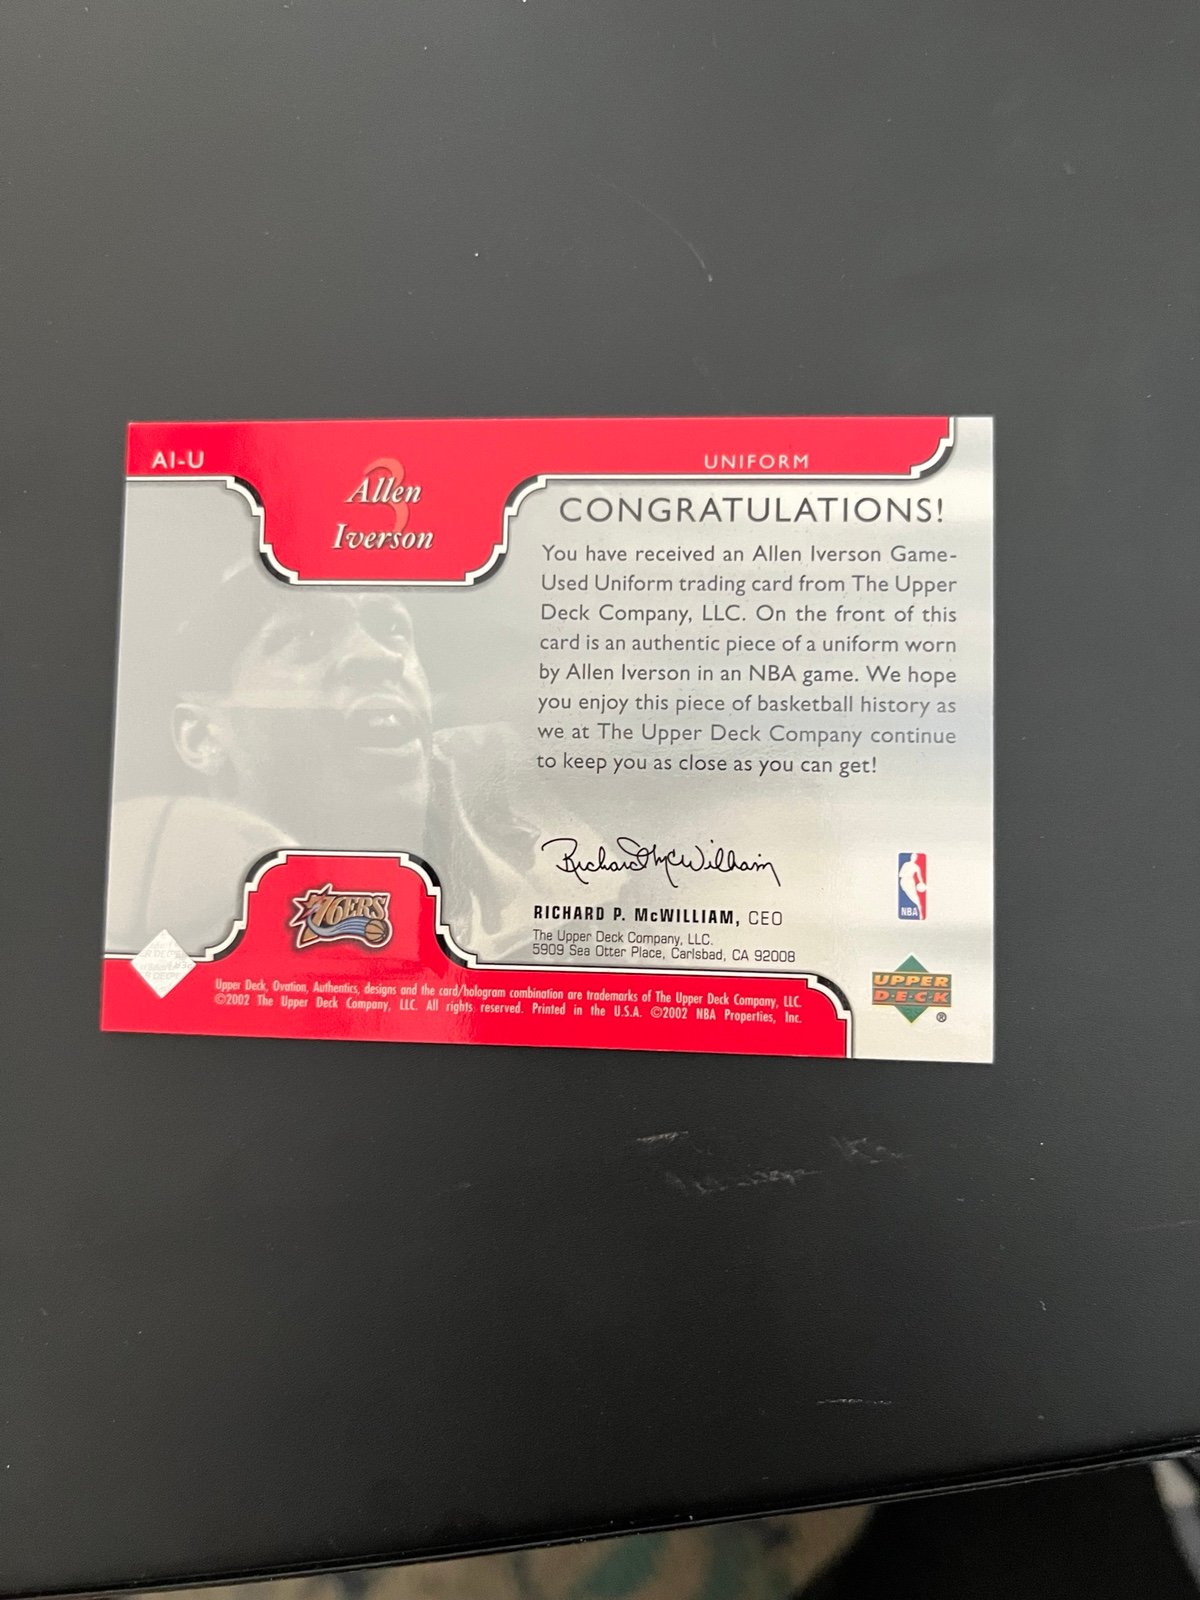 AI-U
UNIFORM
3
Allen
Iverson
CONGRATULATIONS!
You have received an Allen Iverson Game-
Used Uniform trading card from The Upper
Deck Company, LLC. On the front of this
card is an authentic piece of a uniform worn
by Allen Iverson in an NBA game. We hope
you enjoy this piece of basketball history as
we at The Upper Deck Company continue
to keep you as close as you can get!
Richard McWilliam
RICHARD P. McWILLIAM, CEO
The Upper Deck Company, LLC.
5909 Sea Otter Place, Carlsbad, CA 92008
76ERS
NBA
UPPER
DECK
®
Upper Deck, Ovation, Authentics, designs and the card/hologram combination are trademarks of The Upper Deck Company, LLC.
©2002 The Upper Deck Company, LLC. All rights reserved. Printed in the U.S.A. ©2002 NBA Properties, Inc.